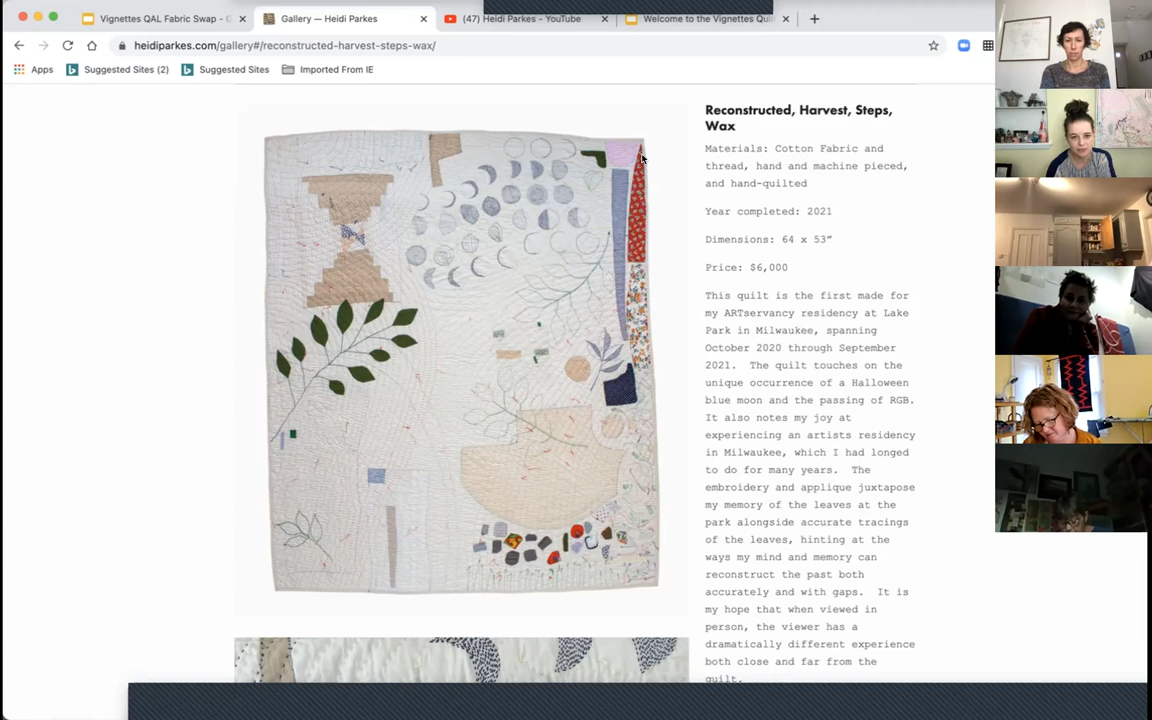 Vignettes QAL Fabric Swap - G
Gallery — Heidi Parkes
(47) Heidi Parkes - YouTube
Welcome to the Vignettes Quil
heidiparkes.com/gallery#/reconstructed-harvest-steps-wax/
Apps
Suggested Sites (2)
Suggested Sites
Imported From IE
Reconstructed, Harvest, Steps,
Wax
Materials: Cotton Fabric and
thread, hand and machine pieced,
and hand-quilted
Year completed: 2021
Dimensions: 64 x 53”
Price: $6,000
This quilt is the first made for
my ARTservancy residency at Lake
Park in Milwaukee, spanning
October 2020 through September
2021. The quilt touches on the
unique occurrence of a Halloween
blue moon and the passing of RGB.
It also notes my joy at
experiencing an artists residency
in Milwaukee, which I had longed
to do for many years. The
embroidery and applique juxtapose
my memory of the leaves at the
park alongside accurate tracings
of the leaves, hinting at the
ways my mind and memory can
reconstruct the past both
accurately and with gaps. It is
my hope that when viewed in
person, the viewer has a
dramatically different experience
both close and far from the
quilt.